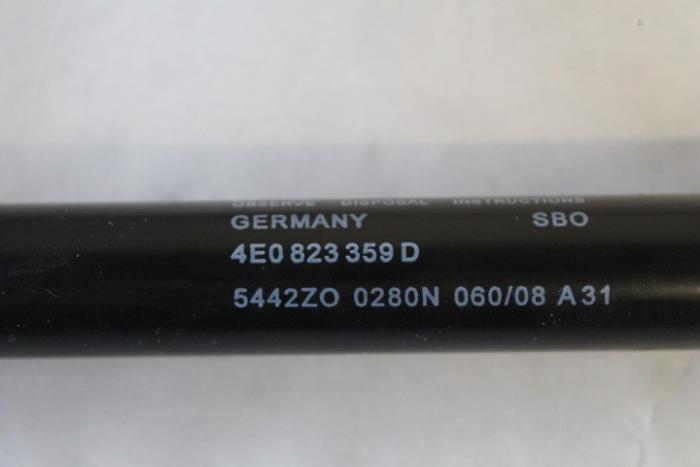 OBSERVE DISPOSAL INSTRUCTIONS
GERMANY SBO
4E0 823 359 D
5442ZO 0280N 060/08 A31